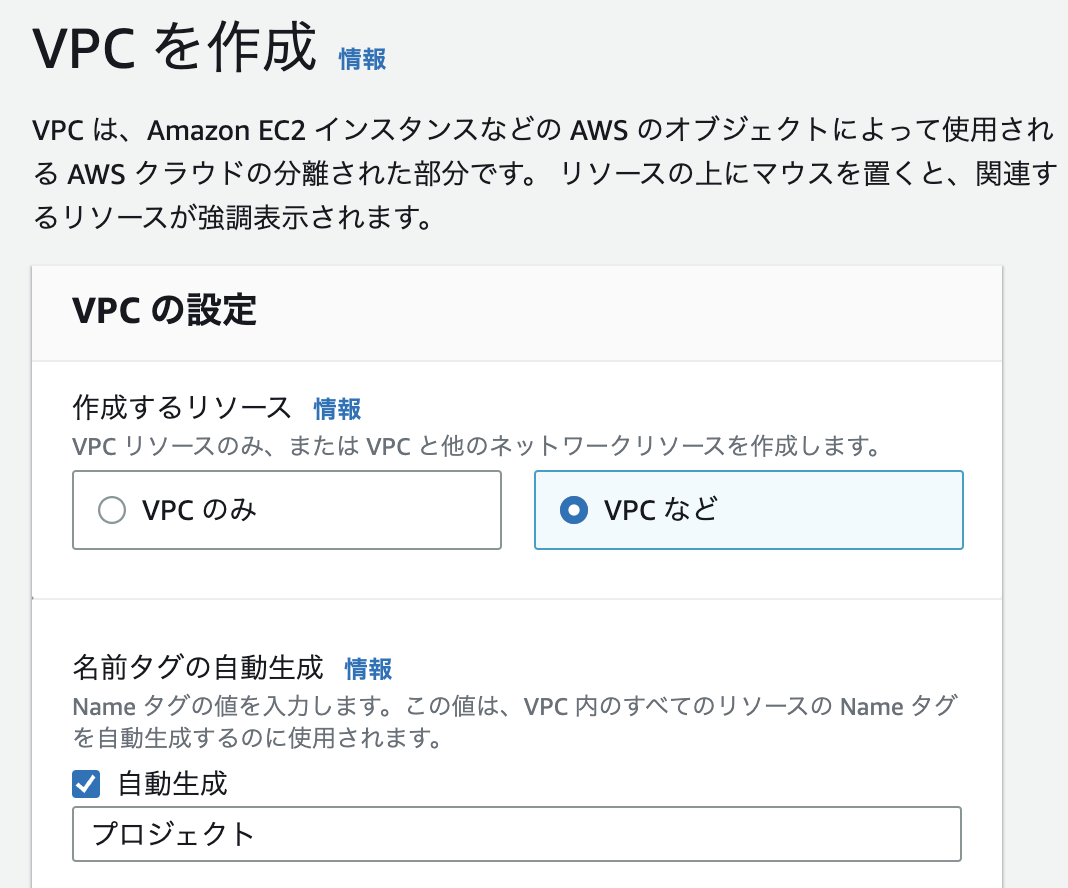 VPC を作成 情報
VPC は、Amazon EC2 インスタンスなどの AWS のオブジェクトによって使用され
る AWS クラウドの分離された部分です。 リソースの上にマウスを置くと、関連す
るリソースが強調表示されます。
VPC の設定
作成するリソース 情報
VPC リソースのみ、または VPC と他のネットワークリソースを作成します。
VPC のみ VPC など
名前タグの自動生成 情報
Name タグの値を入力します。この値は、VPC 内のすべてのリソースの Name タグ
を自動生成するのに使用されます。
自動生成
プロジェクト